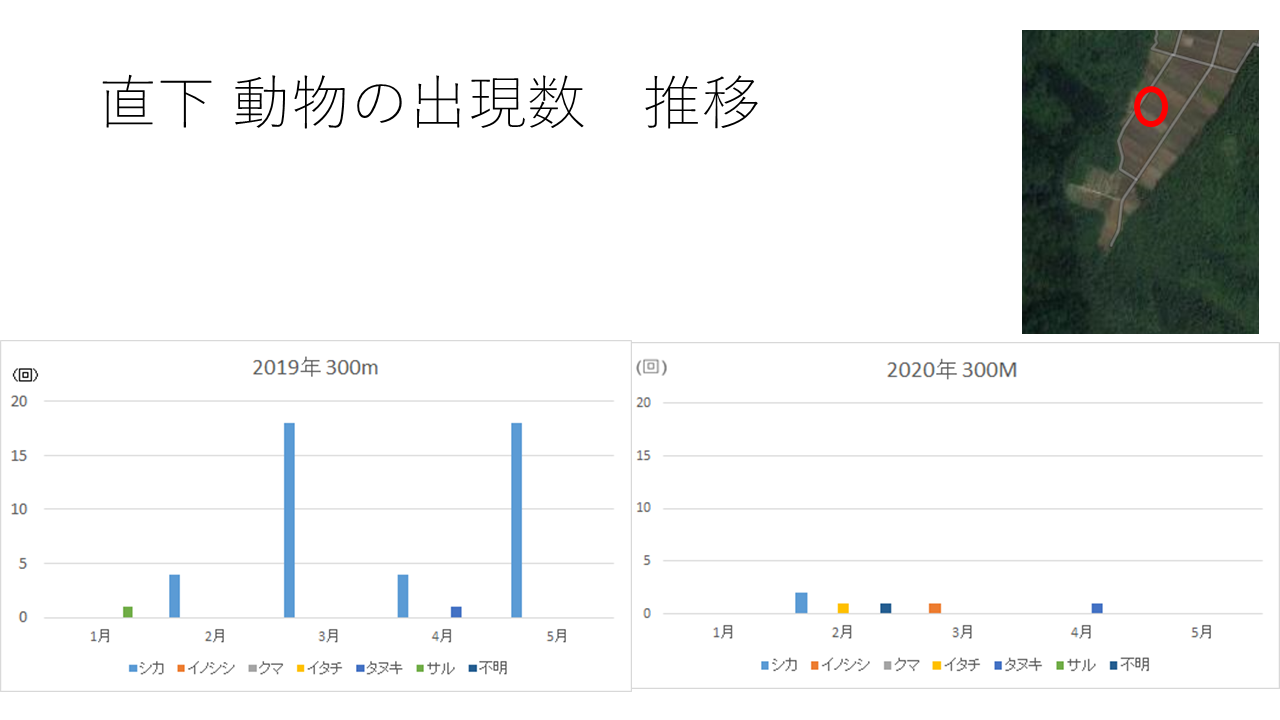 直下 動物の出現数　推移
2019年 300m
(回)
20
15
10
5
0
1月 2月 3月 4月 5月
シカ イノシシ クマ イタチ タヌキ サル 不明
2020年 300M
(回)
20
15
10
5
0
1月 2月 3月 4月 5月
シカ イノシシ クマ イタチ タヌキ サル 不明